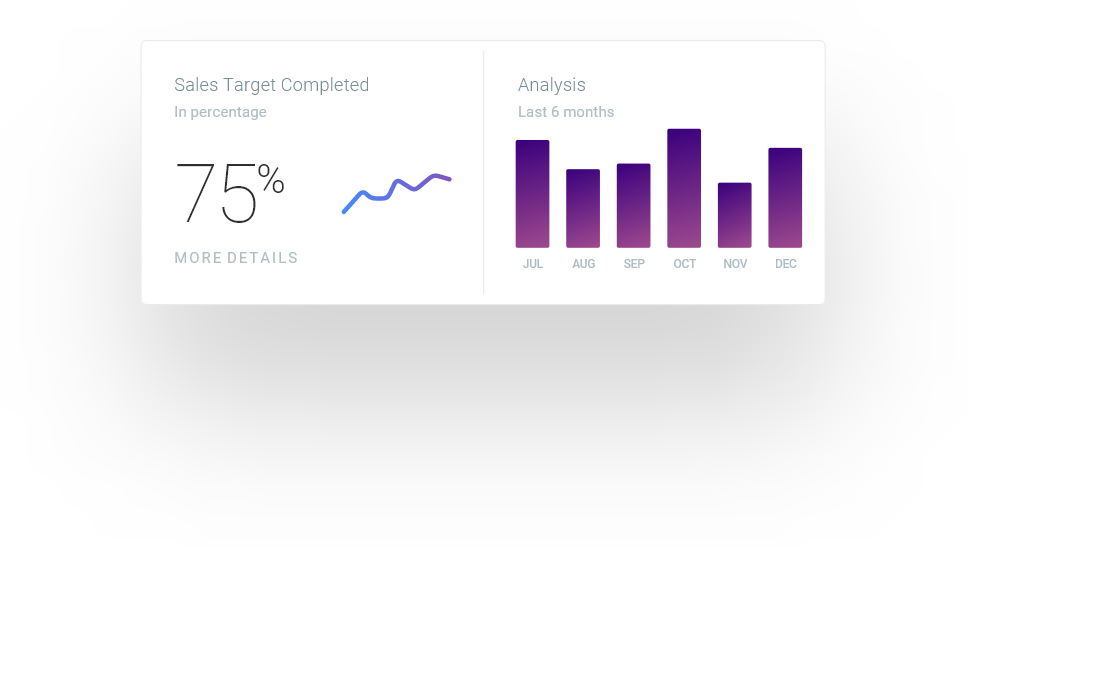 Sales Target Completed
In percentage
75%
MORE DETAILS
Analysis
Last 6 months
JUL AUG SEP OCT NOV DEC